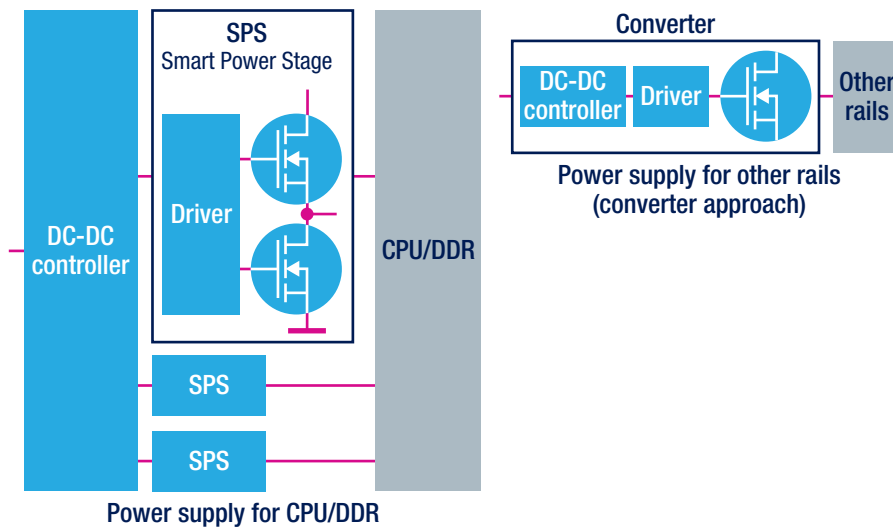 SPS
Smart Power Stage
Driver
DC-DC
controller
CPU/DDR
SPS
SPS
Power supply for CPU/DDR
Converter
DC-DC
controller
Driver
Other
rails
Power supply for other rails
(converter approach)